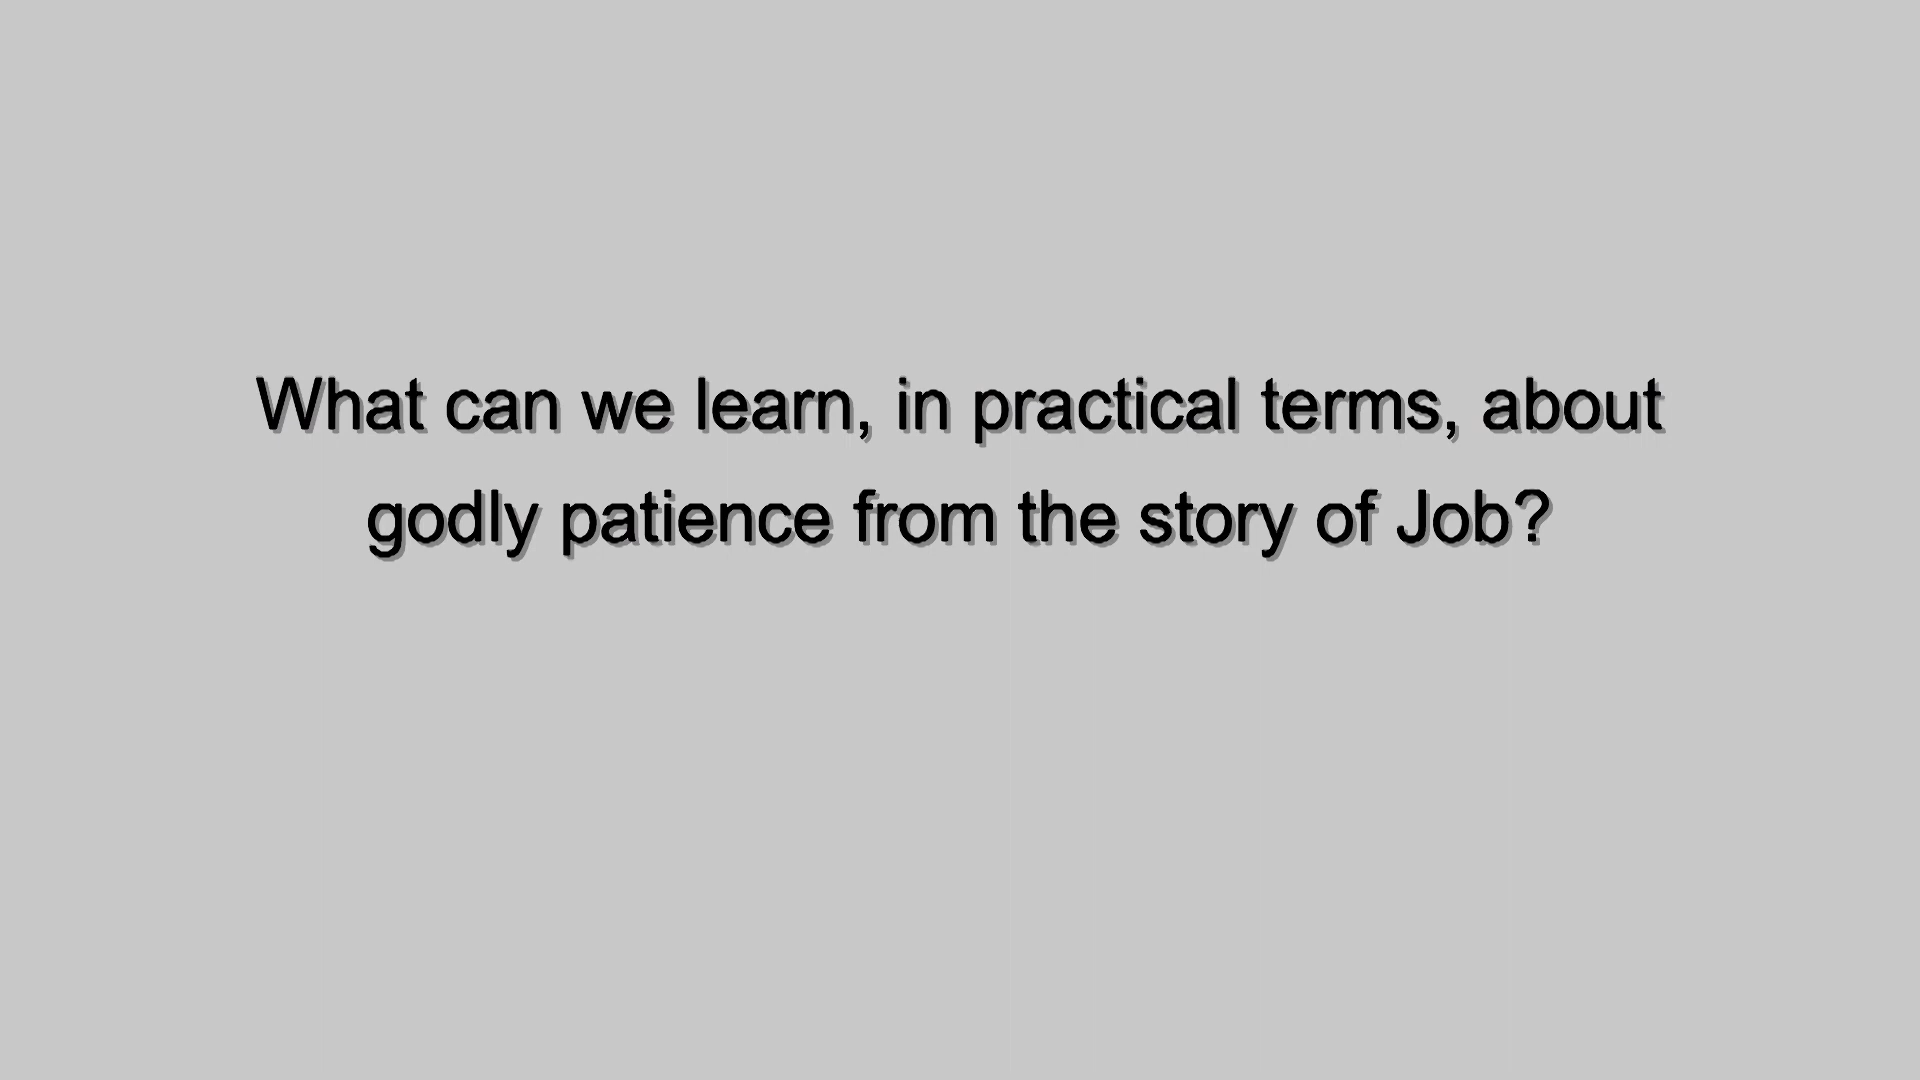 What can we learn, in practical terms, about
godly patience from the story of Job?